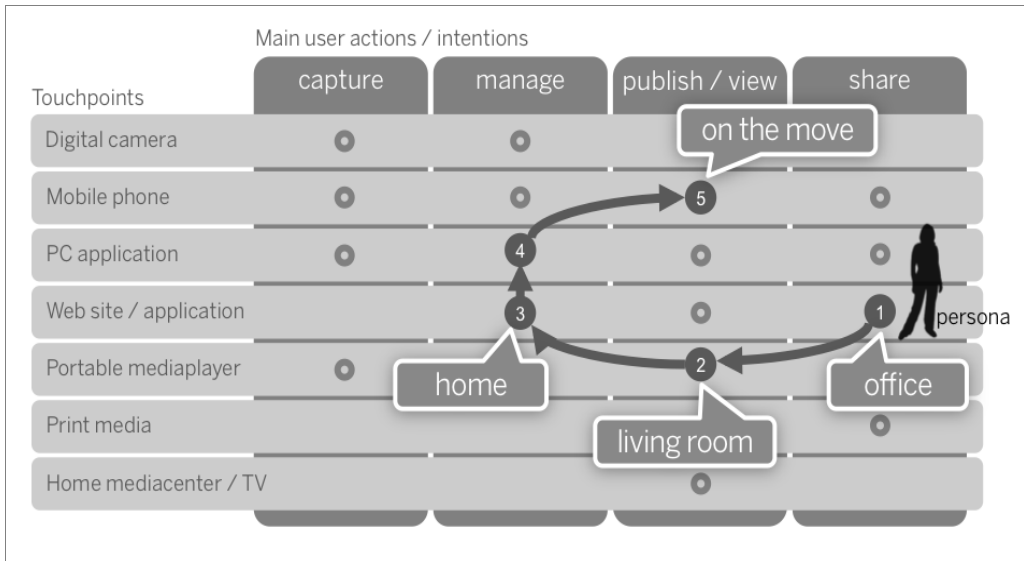 Main user actions / intentions
capture manage publish / view share
Touchpoints
on the move
Digital camera
Mobile phone 5
PC application 4
Web site / application 3 1 persona
Portable mediaplayer 2
home office
Print media
living room
Home mediacenter / TV